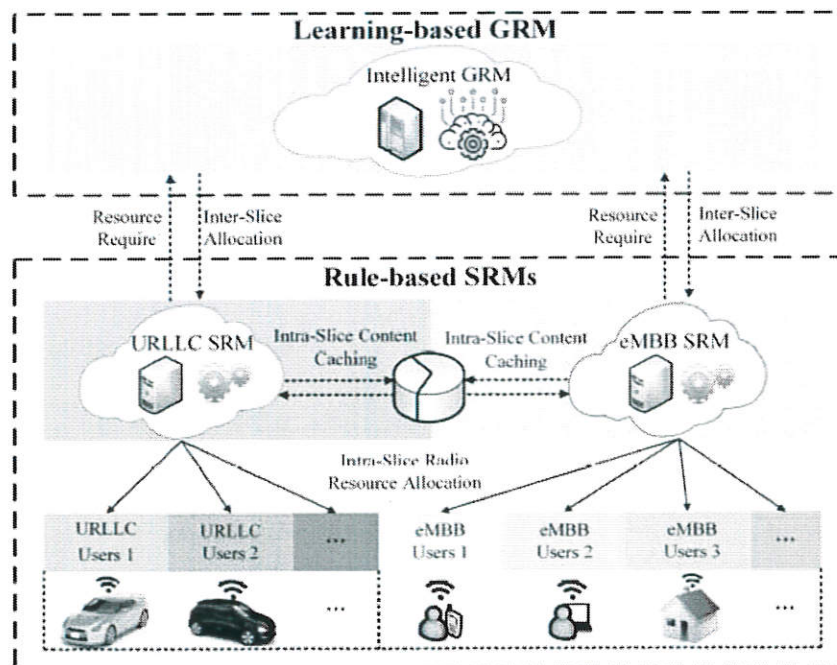 Learning-based GRM
Intelligent GRM
Resource
Require
Inter-Slice
Allocation
Resource
Require
Inter-Slice
Allocation
Rule-based SRMs
URLLC SRM
Intra-Slice Content
Caching
Intra-Slice Content
Caching
eMBB SRM
Intra-Slice Radio
Resource Allocation
URLLC
Users 1
URLLC
Users 2
...
eMBB
Users 1
eMBB
Users 2
eMBB
Users 3
...
...
...